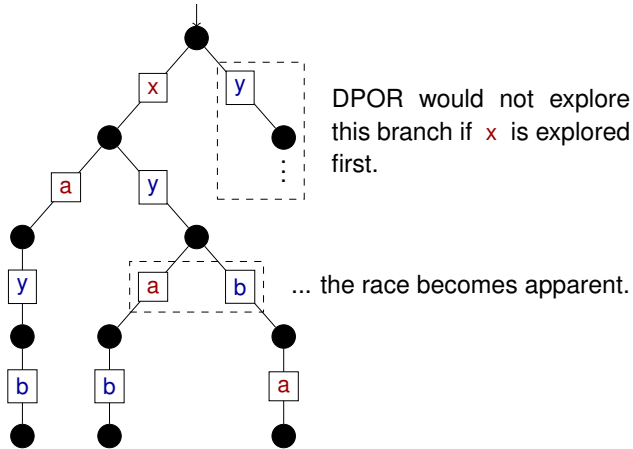 x
y
DPOR would not explore
this branch if x is explored
first.
⋮
a
y
y
a
b
... the race becomes apparent.
b
b
a